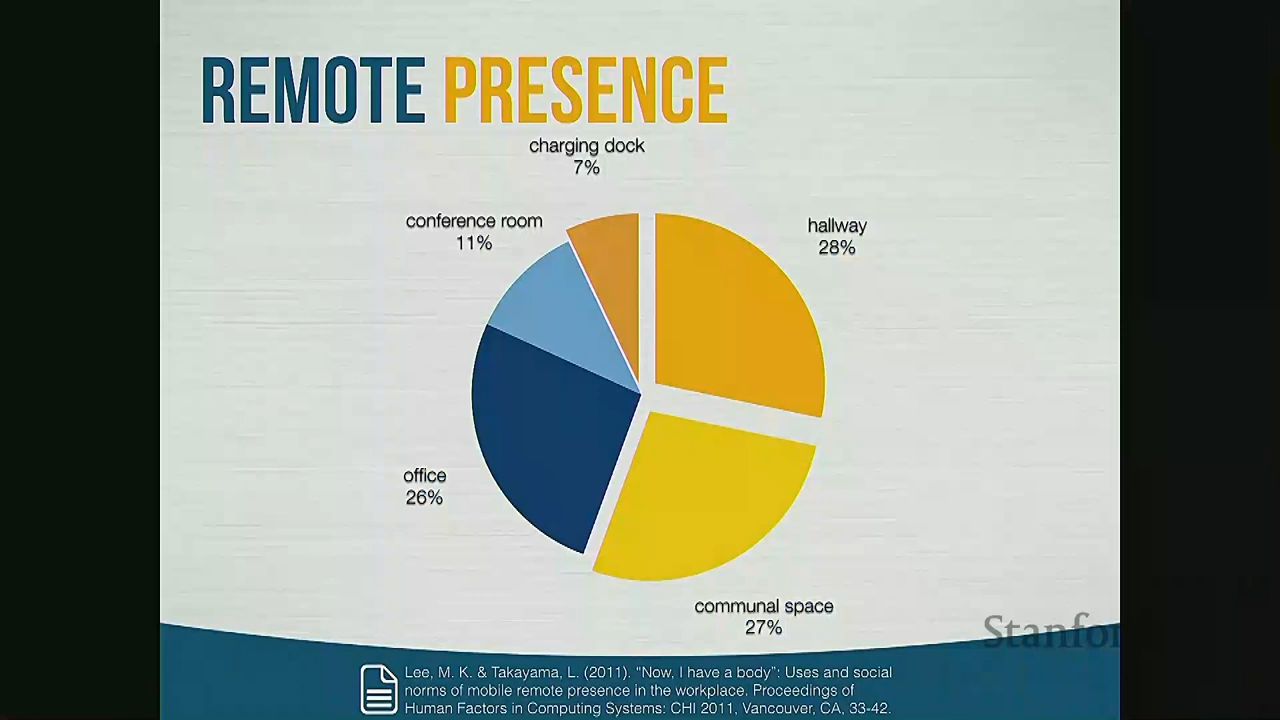 REMOTE PRESENCE
charging dock
7%
conference room
11%
hallway
28%
office
26%
communal space
27%
Stanfor
Lee, M. K. & Takayama, L. (2011). “Now, I have a body”: Uses and social
norms of mobile remote presence in the workplace. Proceedings of
Human Factors in Computing Systems: CHI 2011, Vancouver, CA, 33-42.